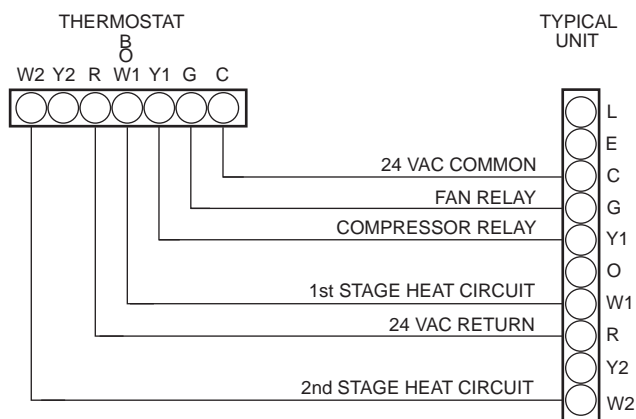 THERMOSTAT
B
O
W2 Y2 R W1 Y1 G C
TYPICAL
UNIT
L
E
24 VAC COMMON C
FAN RELAY G
COMPRESSOR RELAY Y1
O
1st STAGE HEAT CIRCUIT W1
24 VAC RETURN R
Y2
2nd STAGE HEAT CIRCUIT W2